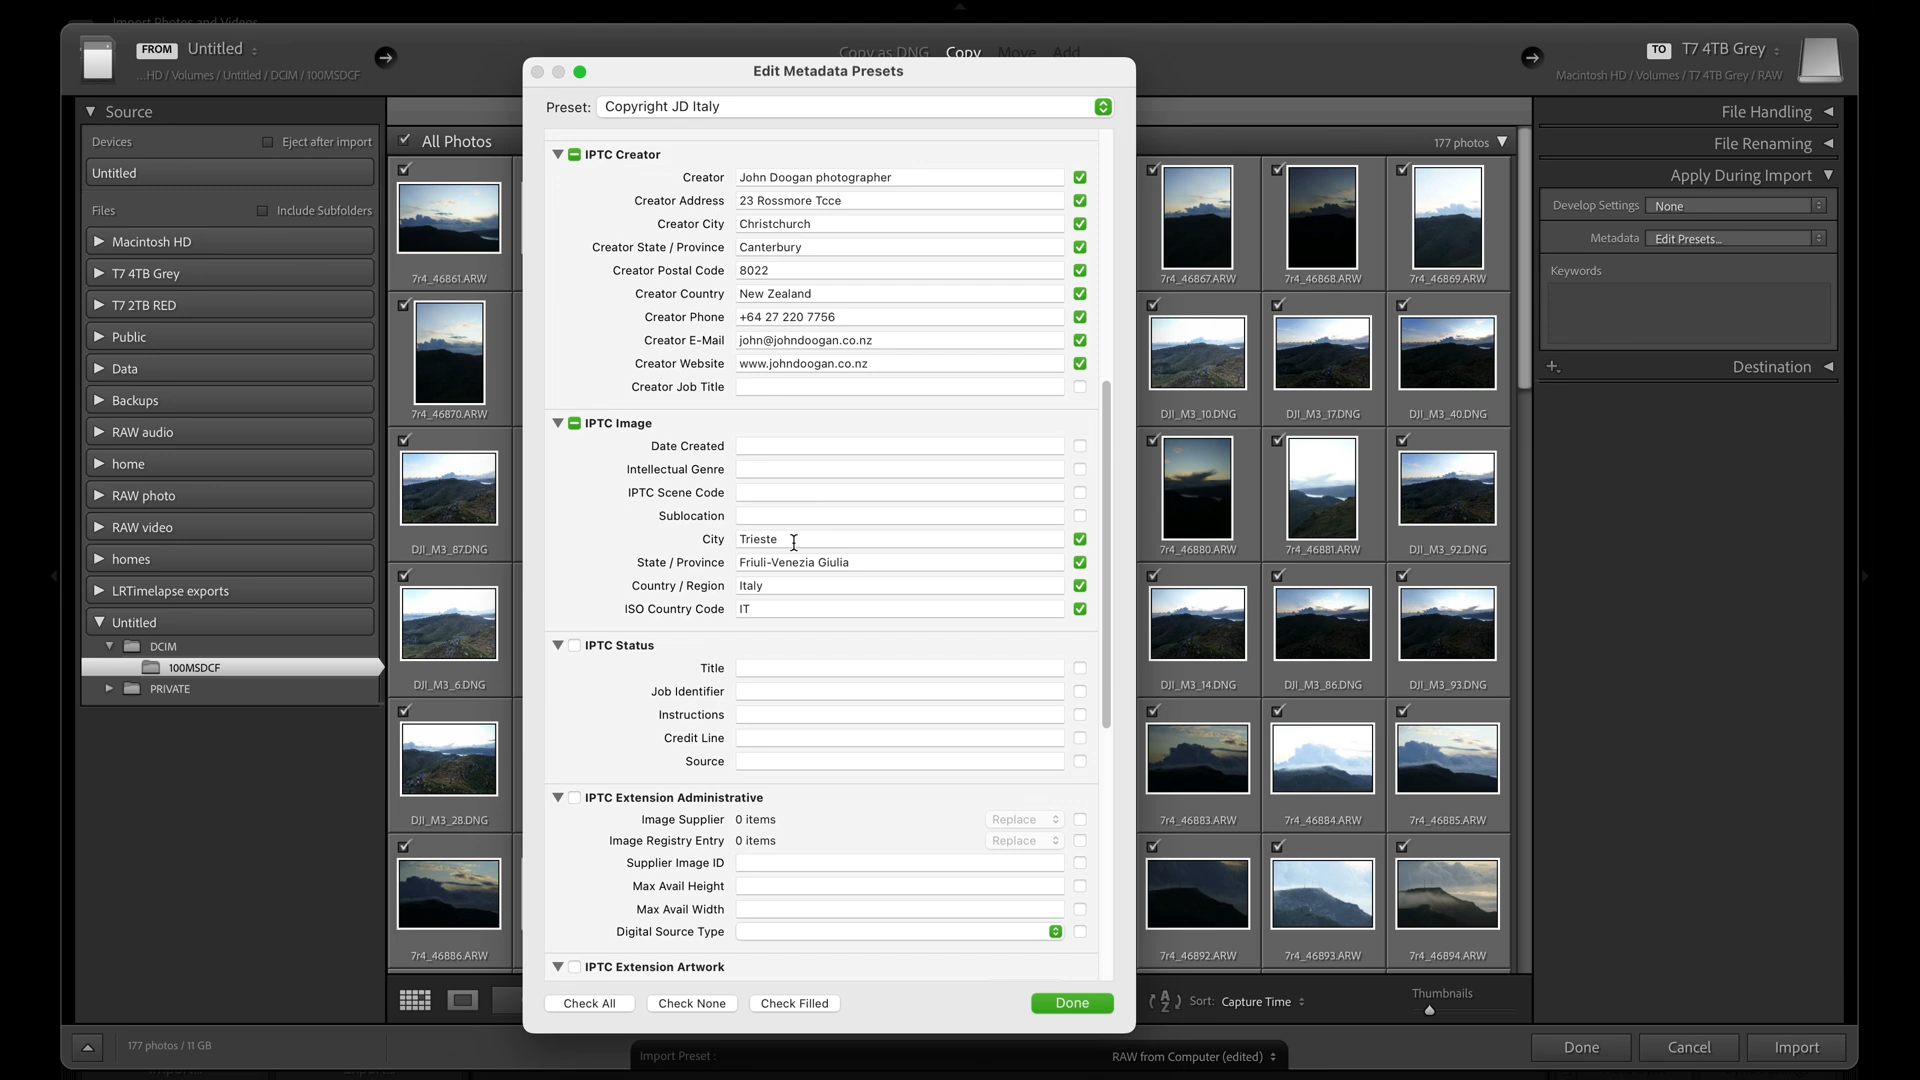 Import Photos and Videos
FROM Untitled
...HD / Volumes / Untitled / DCIM / 100MSDCF
Copy as DNG Copy Move Add
TO T7 4TB Grey
Macintosh HD / Volumes / T7 4TB Grey / RAW
Source
Devices Eject after import
Untitled
Files Include Subfolders
Macintosh HD
T7 4TB Grey
T7 2TB RED
Public
Data
Backups
RAW audio
home
RAW photo
RAW video
homes
LRTimelapse exports
Untitled
DCIM
100MSDCF
PRIVATE
All Photos
177 photos
7r4_46861.ARW
7r4_46870.ARW
DJI_M3_87.DNG
DJI_M3_6.DNG
DJI_M3_28.DNG
7r4_46886.ARW
Edit Metadata Presets
Preset: Copyright JD Italy
IPTC Creator
Creator John Doogan photographer
Creator Address 23 Rossmore Tcce
Creator City Christchurch
Creator State / Province Canterbury
Creator Postal Code 8022
Creator Country New Zealand
Creator Phone +64 27 220 7756
Creator E-Mail john@johndoogan.co.nz
Creator Website www.johndoogan.co.nz
Creator Job Title
IPTC Image
Date Created
Intellectual Genre
IPTC Scene Code
Sublocation
City Trieste
State / Province Friuli-Venezia Giulia
Country / Region Italy
ISO Country Code IT
IPTC Status
Title
Job Identifier
Instructions
Credit Line
Source
IPTC Extension Administrative
Image Supplier 0 items Replace
Image Registry Entry 0 items Replace
Supplier Image ID
Max Avail Height
Max Avail Width
Digital Source Type
IPTC Extension Artwork
Check All Check None Check Filled Done
7r4_46867.ARW 7r4_46868.ARW 7r4_46869.ARW
DJI_M3_10.DNG DJI_M3_17.DNG DJI_M3_40.DNG
7r4_46880.ARW 7r4_46881.ARW DJI_M3_92.DNG
DJI_M3_14.DNG DJI_M3_86.DNG DJI_M3_93.DNG
7r4_46883.ARW 7r4_46884.ARW 7r4_46885.ARW
7r4_46892.ARW 7r4_46893.ARW 7r4_46894.ARW
File Handling
File Renaming
Apply During Import
Develop Settings None
Metadata Edit Presets...
Keywords
Destination
Sort: Capture Time
Thumbnails
177 photos / 11 GB
Import Preset : RAW from Computer (edited)
Done Cancel Import